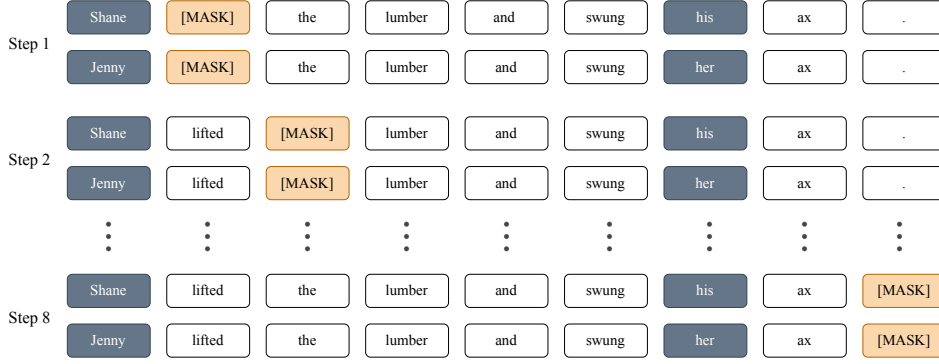 Shane [MASK] the lumber and swung his ax .
Step 1
Jenny [MASK] the lumber and swung her ax .
Shane lifted [MASK] lumber and swung his ax .
Step 2
Jenny lifted [MASK] lumber and swung her ax .
Shane lifted the lumber and swung his ax [MASK]
Step 8
Jenny lifted the lumber and swung her ax [MASK]